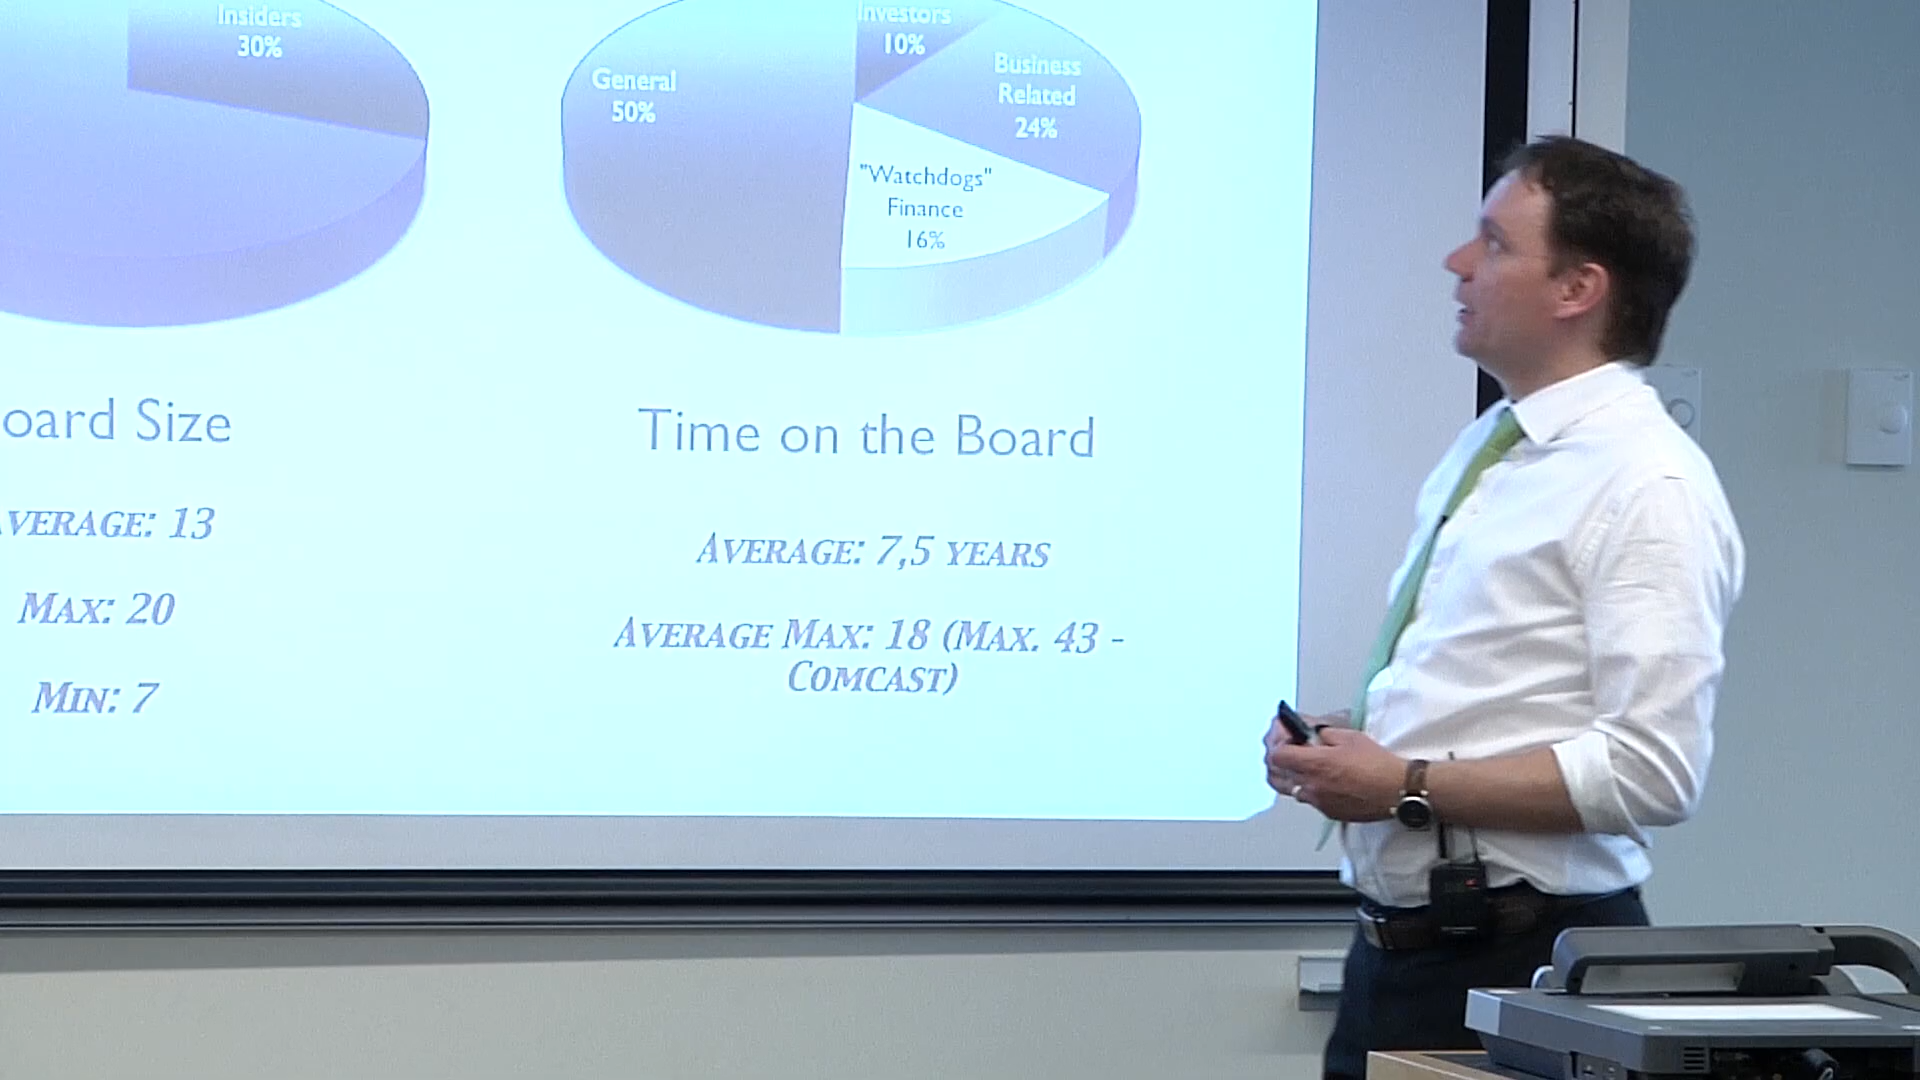 Insiders
30%
General
50%
Investors
10%
Business
Related
24%
"Watchdogs"
Finance
16%
oard Size
VERAGE: 13
MAX: 20
MIN: 7
Time on the Board
AVERAGE: 7,5 YEARS
AVERAGE MAX: 18 (MAX. 43 -
COMCAST)